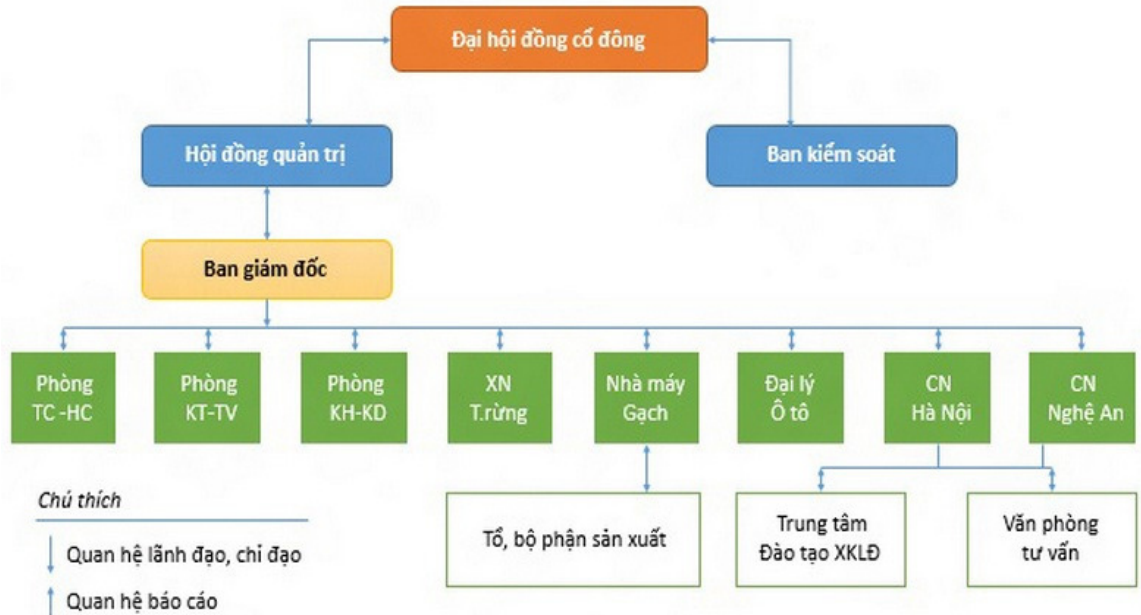 Đại hội đồng cổ đông
Hội đồng quản trị
Ban kiểm soát
Ban giám đốc
Phòng
TC -HC
Phòng
KT-TV
Phòng
KH-KD
XN
T.rừng
Nhà máy
Gạch
Đại lý
Ô tô
CN
Hà Nội
CN
Nghệ An
Tổ, bộ phận sản xuất
Trung tâm
Đào tạo XKLĐ
Văn phòng
tư vấn
Chú thích
Quan hệ lãnh đạo, chỉ đạo
Quan hệ báo cáo